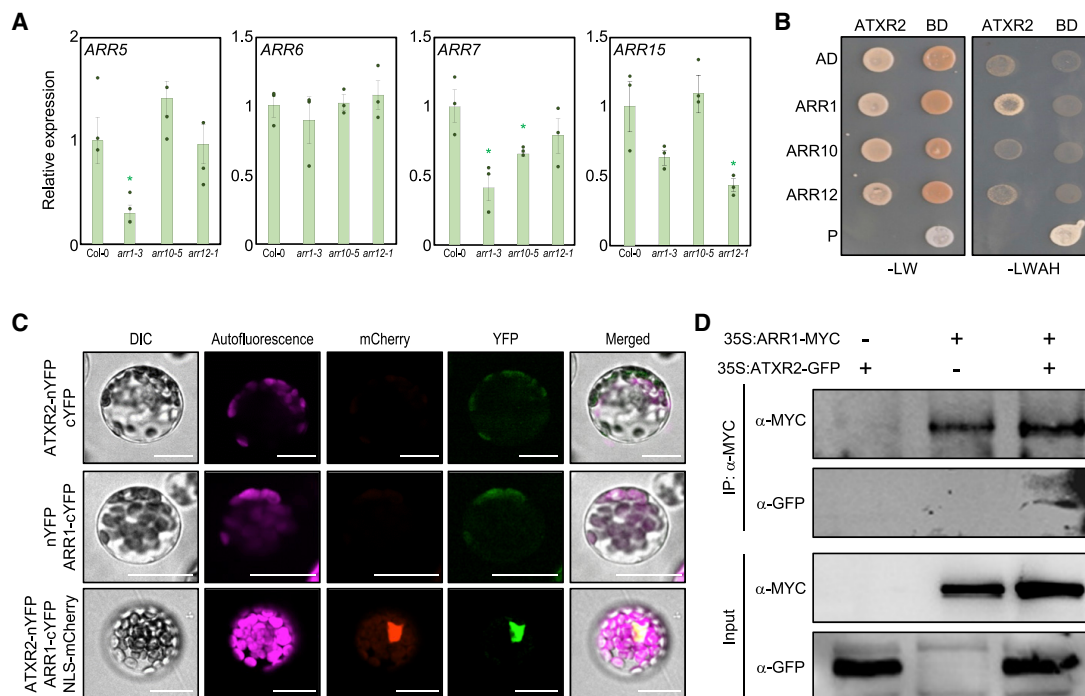 A
ARR5
ARR6
ARR7
ARR15
Relative expression
2
1
0
1.5
1
0.5
0
1.5
1
0.5
0
1.5
1
0.5
0
*
*
*
*
Col-0 arr1-3 arr10-5 arr12-1
Col-0 arr1-3 arr10-5 arr12-1
Col-0 arr1-3 arr10-5 arr12-1
Col-0 arr1-3 arr10-5 arr12-1
B
ATXR2 BD ATXR2 BD
AD
ARR1
ARR10
ARR12
P
-LW -LWAH
C
DIC Autofluorescence mCherry YFP Merged
ATXR2-nYFP
cYFP
nYFP
ARR1-cYFP
ATXR2-nYFP
ARR1-cYFP
NLS-mCherry
D
35S:ARR1-MYC - + +
35S:ATXR2-GFP + - +
IP: α-MYC
α-MYC
α-GFP
Input
α-MYC
α-GFP